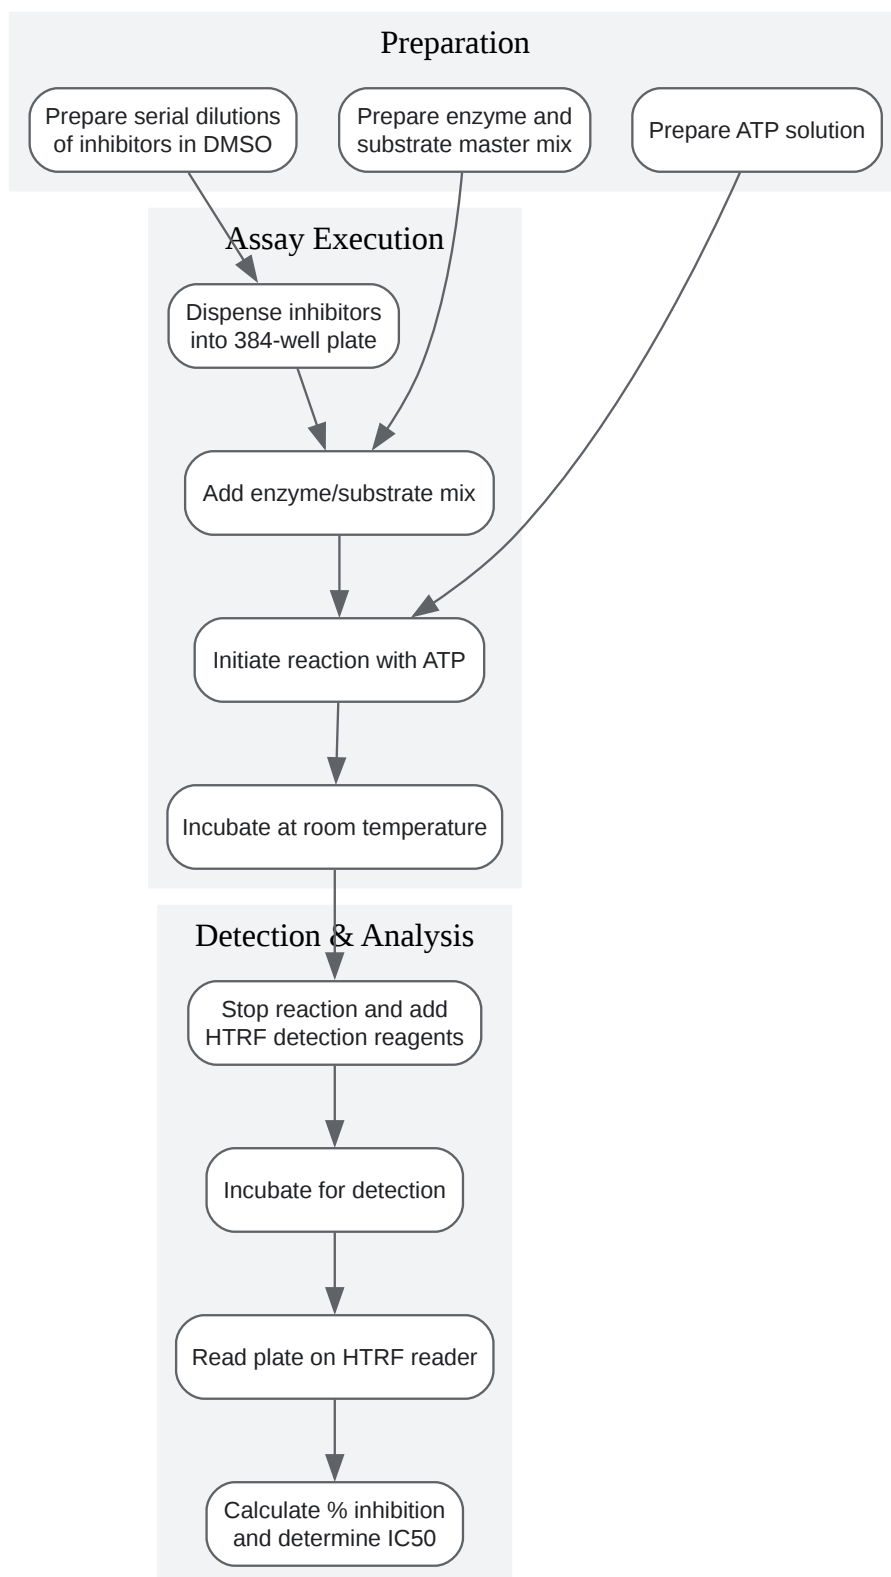 Preparation
Prepare serial dilutions
of inhibitors in DMSO
Prepare enzyme and
substrate master mix
Prepare ATP solution
Assay Execution
Dispense inhibitors
into 384-well plate
Add enzyme/substrate mix
Initiate reaction with ATP
Incubate at room temperature
Detection & Analysis
Stop reaction and add
HTRF detection reagents
Incubate for detection
Read plate on HTRF reader
Calculate % inhibition
and determine IC50